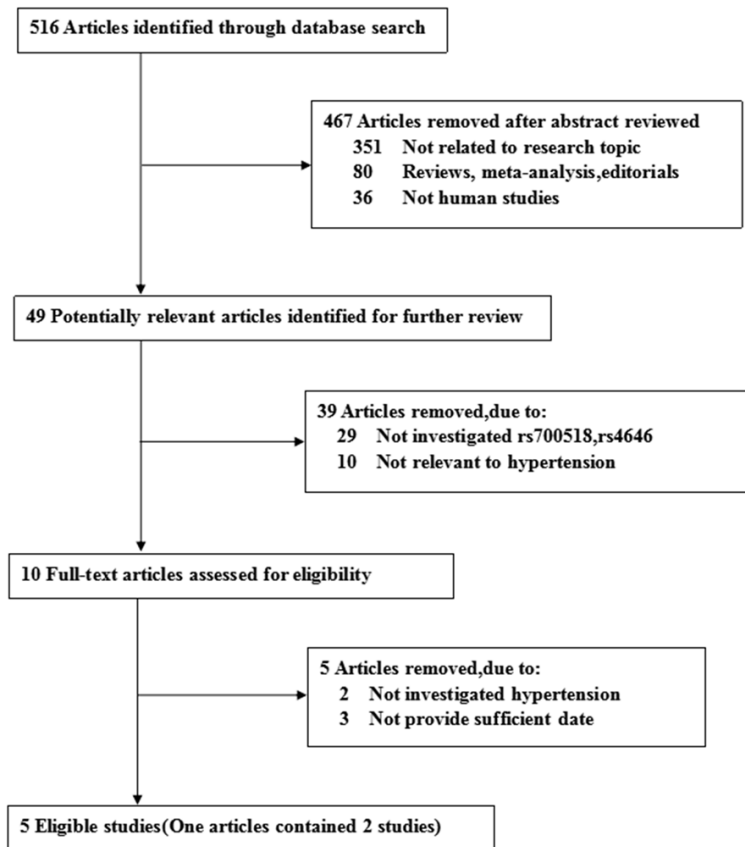 516 Articles identified through database search
467 Articles removed after abstract reviewed
351 Not related to research topic
80 Reviews, meta-analysis,editorials
36 Not human studies
49 Potentially relevant articles identified for further review
39 Articles removed,due to:
29 Not investigated rs700518,rs4646
10 Not relevant to hypertension
10 Full-text articles assessed for eligibility
5 Articles removed,due to:
2 Not investigated hypertension
3 Not provide sufficient date
5 Eligible studies(One articles contained 2 studies)